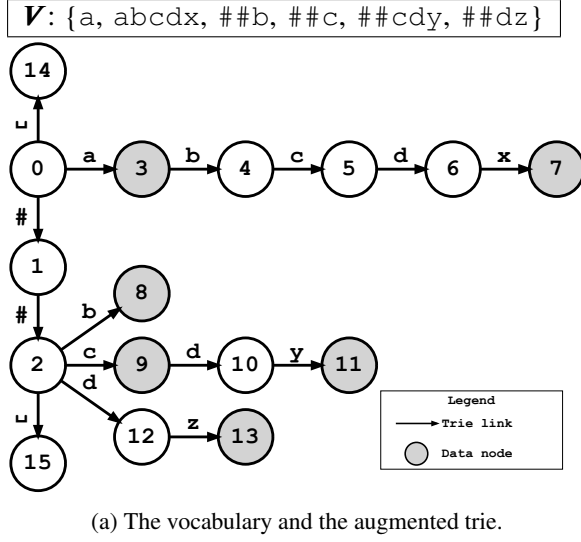 V: {a, abcdx, ##b, ##c, ##cdy, ##dz}
14
␣
0 a 3 b 4 c 5 d 6 x 7
#
1
8
# b
2 c 9 d 10 y 11
d
␣ 12 z 13
15
Legend
Trie link
Data node
(a) The vocabulary and the augmented trie.